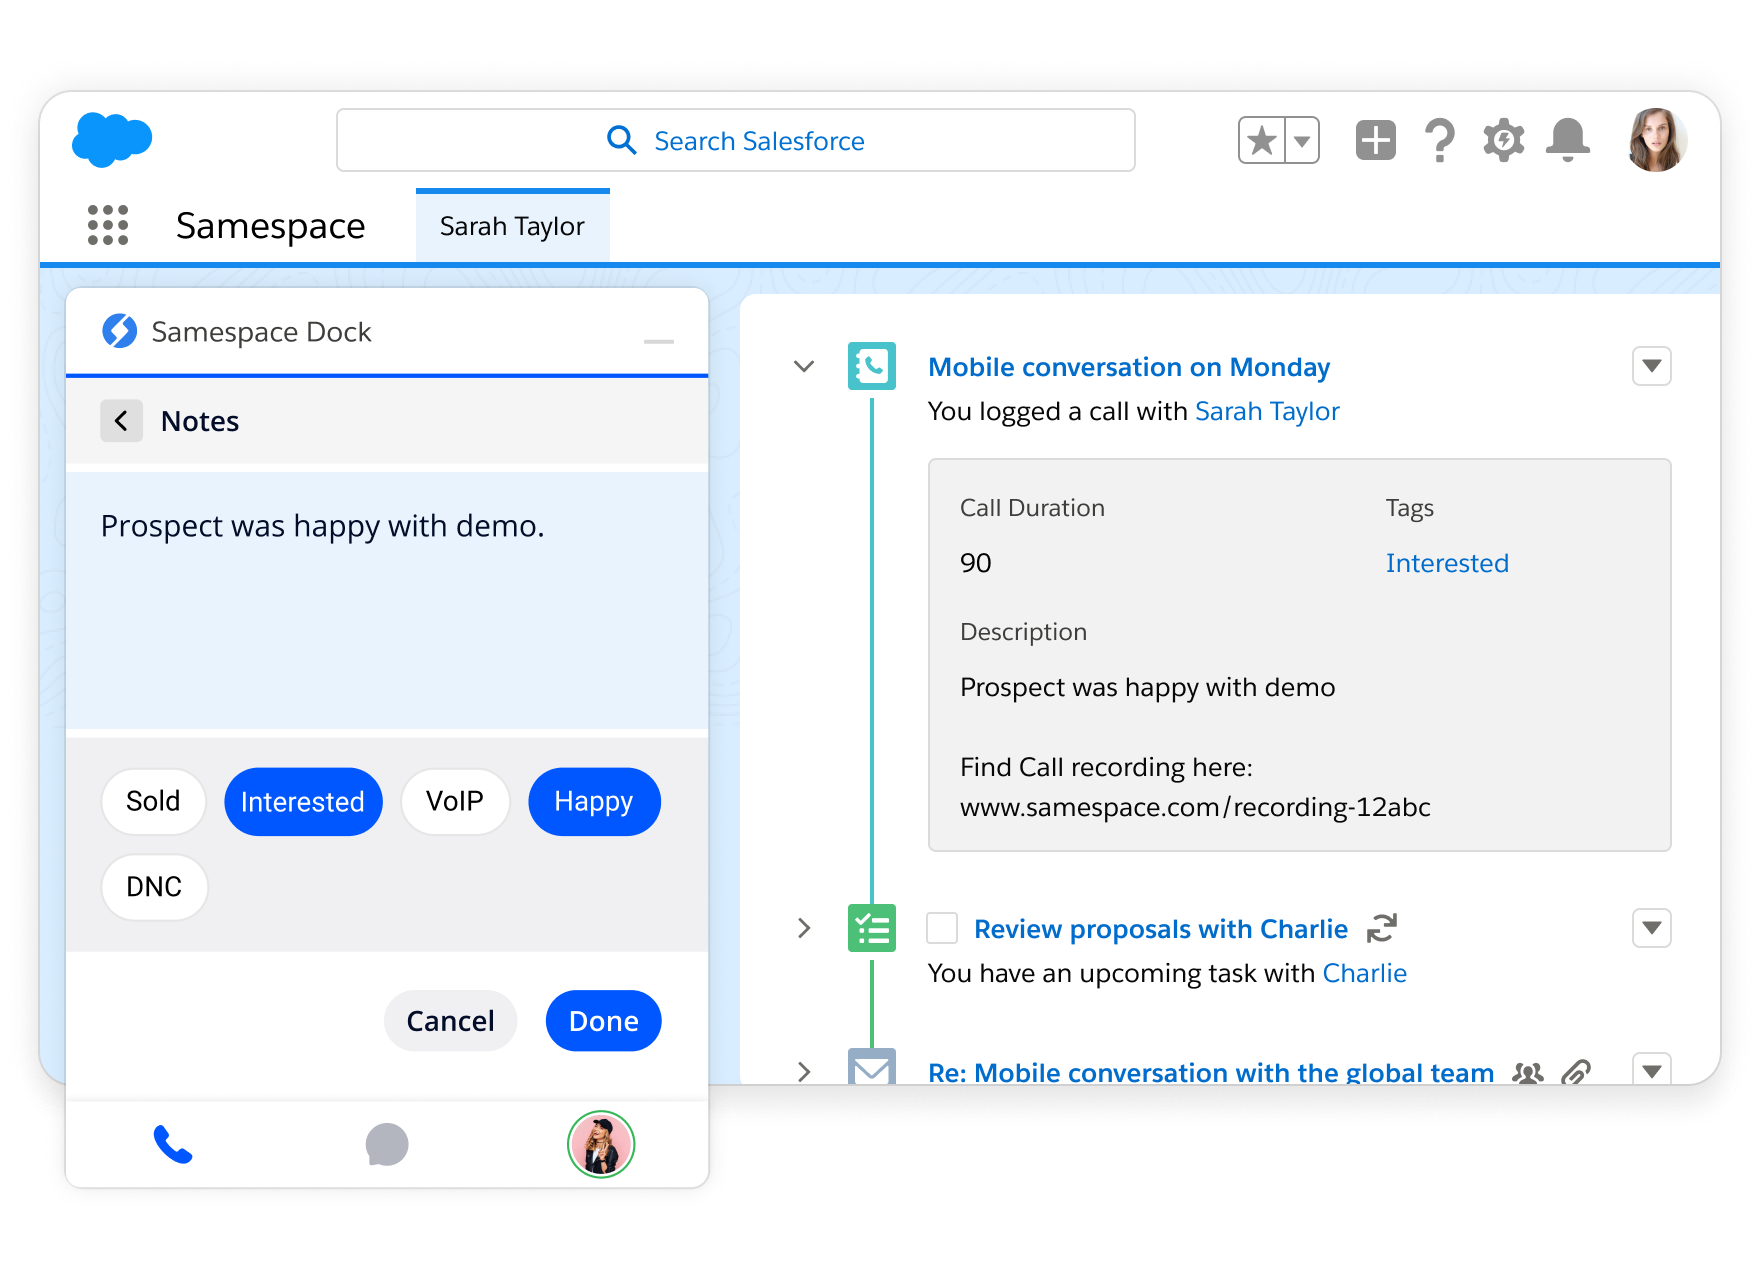 Search Salesforce
Samespace
Sarah Taylor
Samespace Dock
Notes
Prospect was happy with demo.
Sold
Interested
VoIP
Happy
DNC
Cancel
Done
Mobile conversation on Monday
You logged a call with Sarah Taylor
Call Duration
Tags
90
Interested
Description
Prospect was happy with demo
Find Call recording here:
www.samespace.com/recording-12abc
Review proposals with Charlie
You have an upcoming task with Charlie
Re: Mobile conversation with the global team